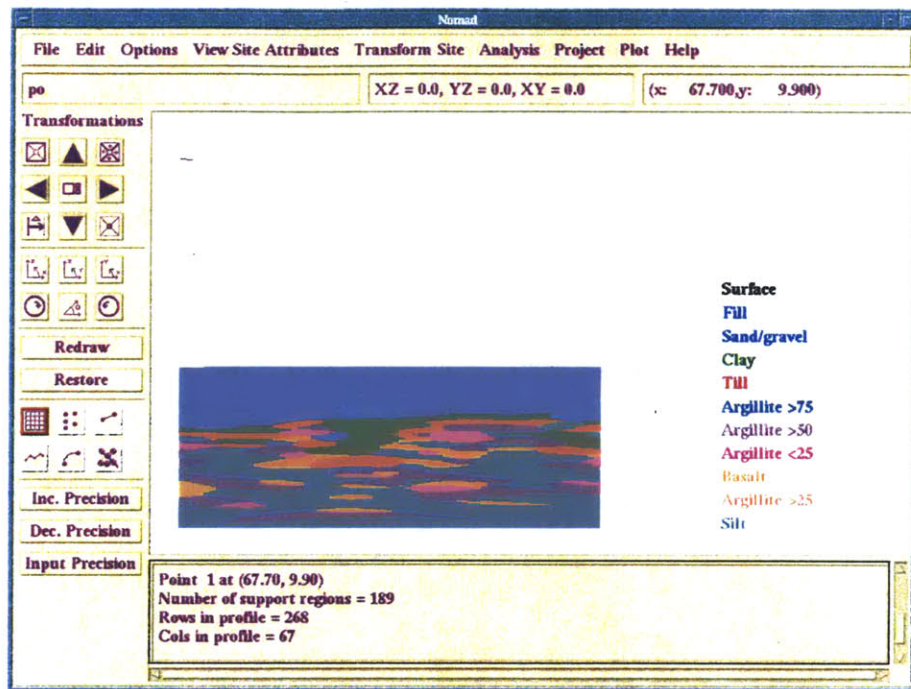 Nomad
File Edit Options View Site Attributes Transform Site Analysis Project Plot Help
po
XZ = 0.0, YZ = 0.0, XY = 0.0
(x: 67.700,y: 9.900)
Transformations
Redraw
Restore
Inc. Precision
Dec. Precision
Input Precision
Surface
Fill
Sand/gravel
Clay
Till
Argillite >75
Argillite >50
Argillite <25
Basalt
Argillite >25
Silt
Point 1 at (67.70, 9.90)
Number of support regions = 189
Rows in profile = 268
Cols in profile = 67